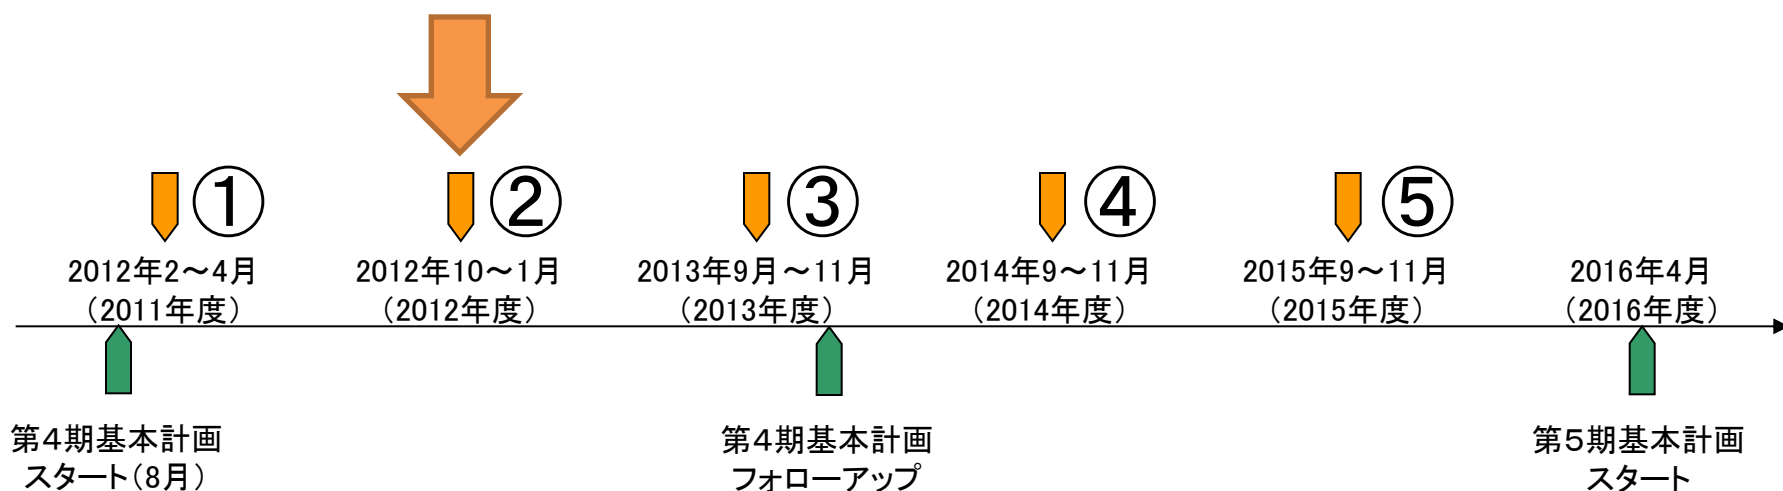 ① ② ③ ④ ⑤
2012年2～4月
（2011年度）
2012年10～1月
（2012年度）
2013年9月～11月
（2013年度）
2014年9～11月
（2014年度）
2015年9～11月
（2015年度）
2016年4月
（2016年度）
第４期基本計画
スタート（8月）
第４期基本計画
フォローアップ
第５期基本計画
スタート